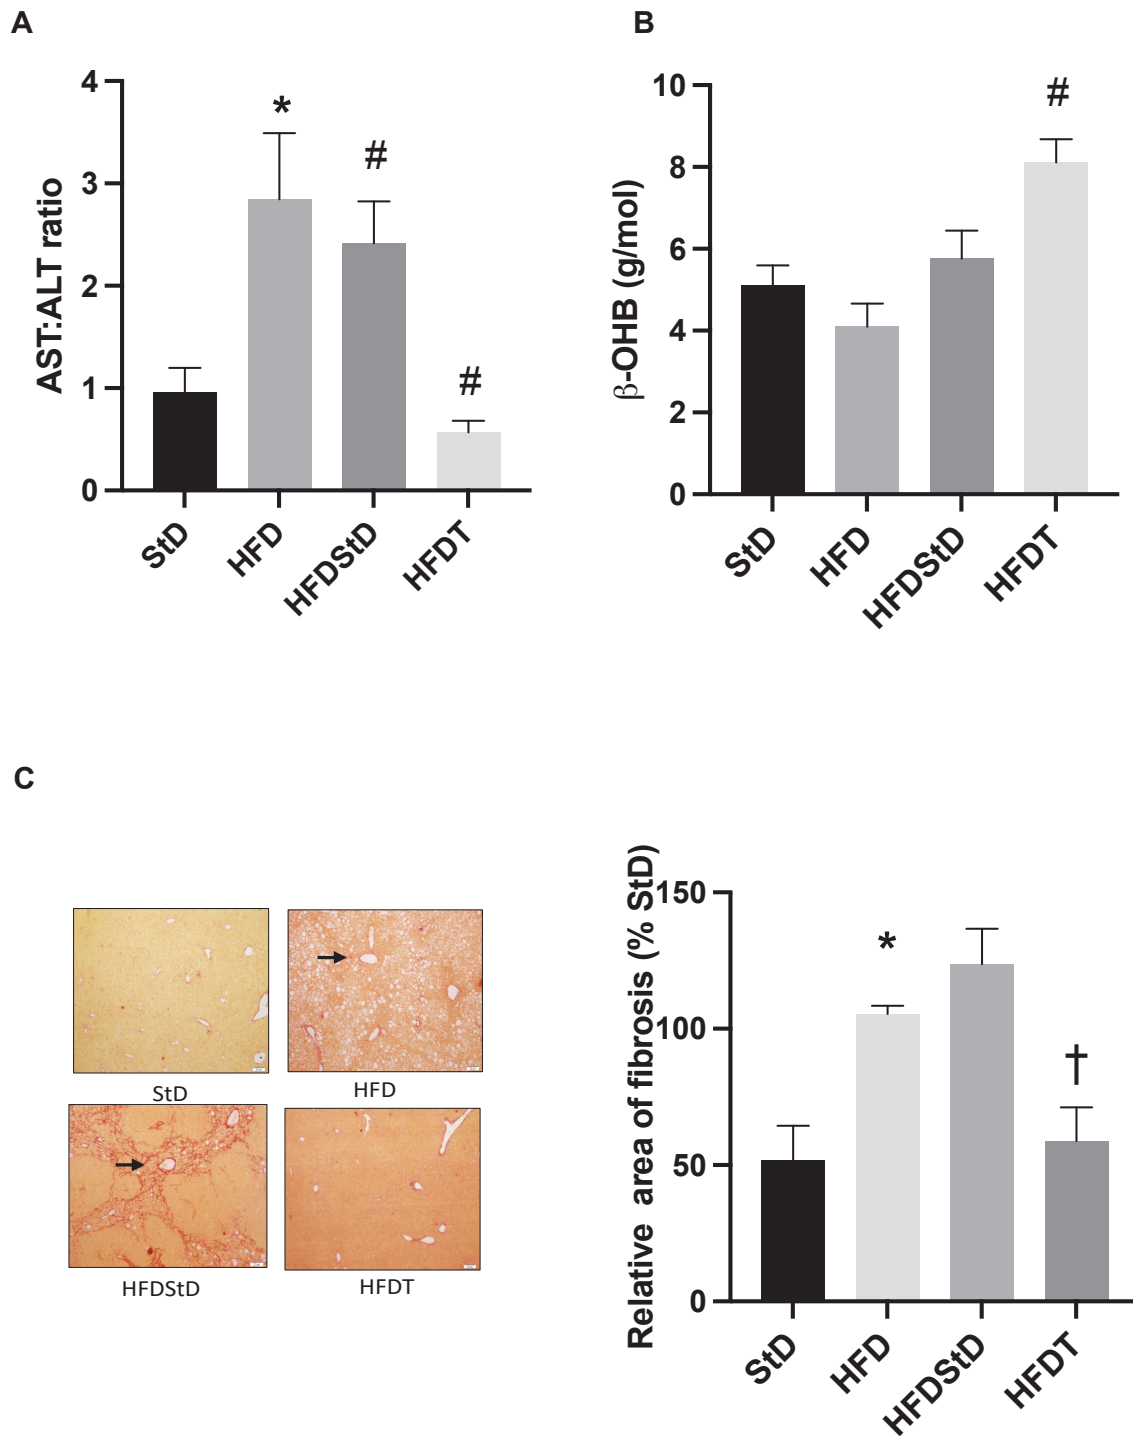 A
AST:ALT ratio
4
3
2
1
0
*
#
#
StD
HFD
HFDStD
HFDT
B
β-OHB (g/mol)
10
8
6
4
2
0
#
StD
HFD
HFDStD
HFDT
C
StD
HFD
HFDStD
HFDT
Relative area of fibrosis (% StD)
150
100
50
0
*
†
StD
HFD
HFDStD
HFDT